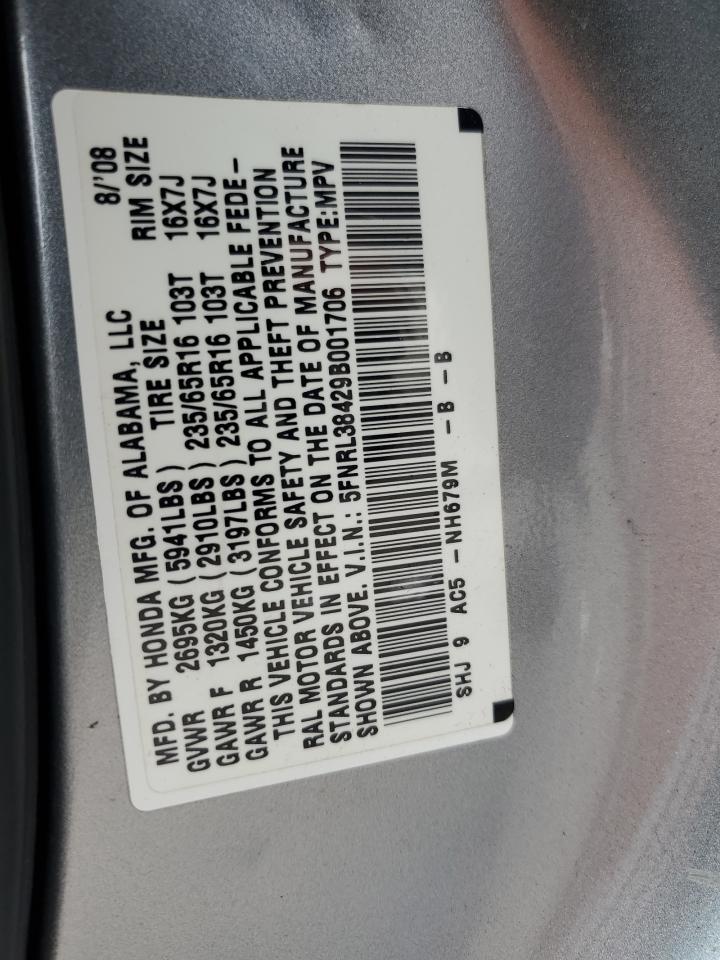 MFD. BY HONDA MFG. OF ALABAMA, LLC 8/'08
GVWR 2695KG (5941LBS) TIRE SIZE RIM SIZE
GAWR F 1320KG (2910LBS) 235/65R16 103T 16X7J
GAWR R 1450KG (3197LBS) 235/65R16 103T 16X7J
THIS VEHICLE CONFORMS TO ALL APPLICABLE FEDE-
RAL MOTOR VEHICLE SAFETY AND THEFT PREVENTION
STANDARDS IN EFFECT ON THE DATE OF MANUFACTURE
SHOWN ABOVE. V.I.N.: 5FNRL38429B001706 TYPE:MPV
SHJ 9 AC5 -NH679M -B -B